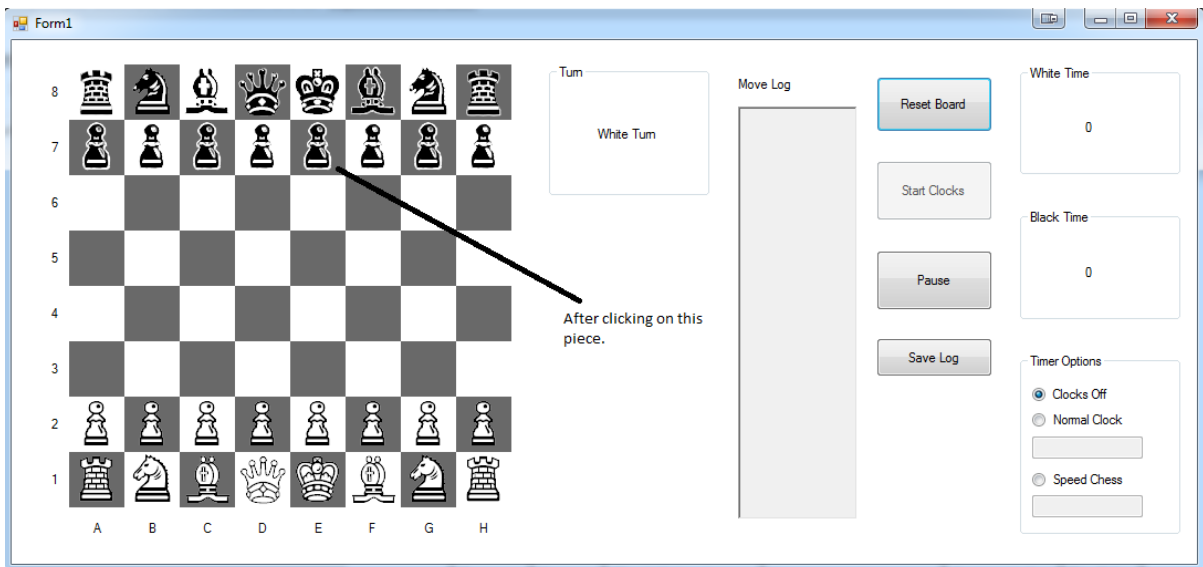 Form1
8
7
6
5
4
3
2
1
A B C D E F G H
Turn
White Turn
After clicking on this
piece.
Move Log
Reset Board
Start Clocks
Pause
Save Log
White Time
0
Black Time
0
Timer Options
Clocks Off
Normal Clock
Speed Chess